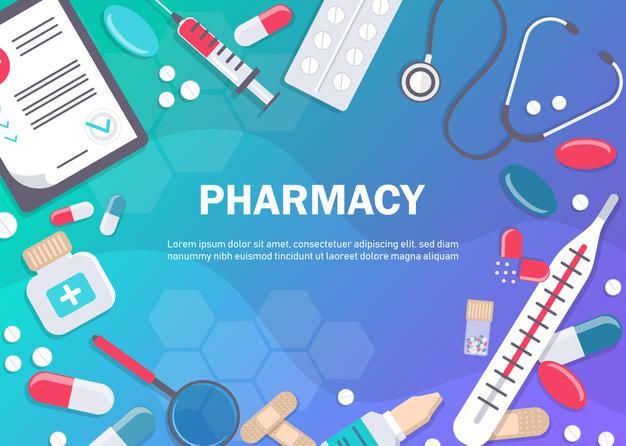 PHARMACY
Lorem ipsum dolor sit amet, consectetuer adipiscing elit, sed diam
nonummy nibh euismod tincidunt ut laoreet dolore magna aliquam